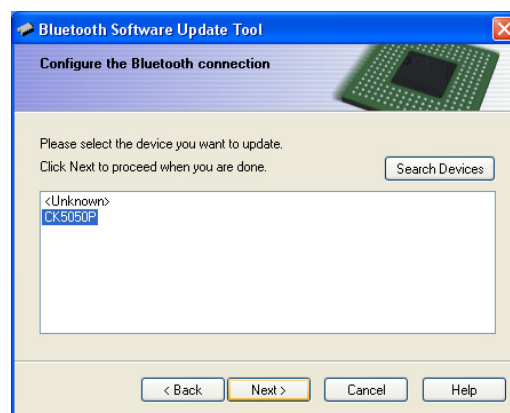 Bluetooth Software Update Tool
Configure the Bluetooth connection
Please select the device you want to update.
Click Next to proceed when you are done.
Search Devices
<Unknown>
CK5050P
< Back
Next >
Cancel
Help